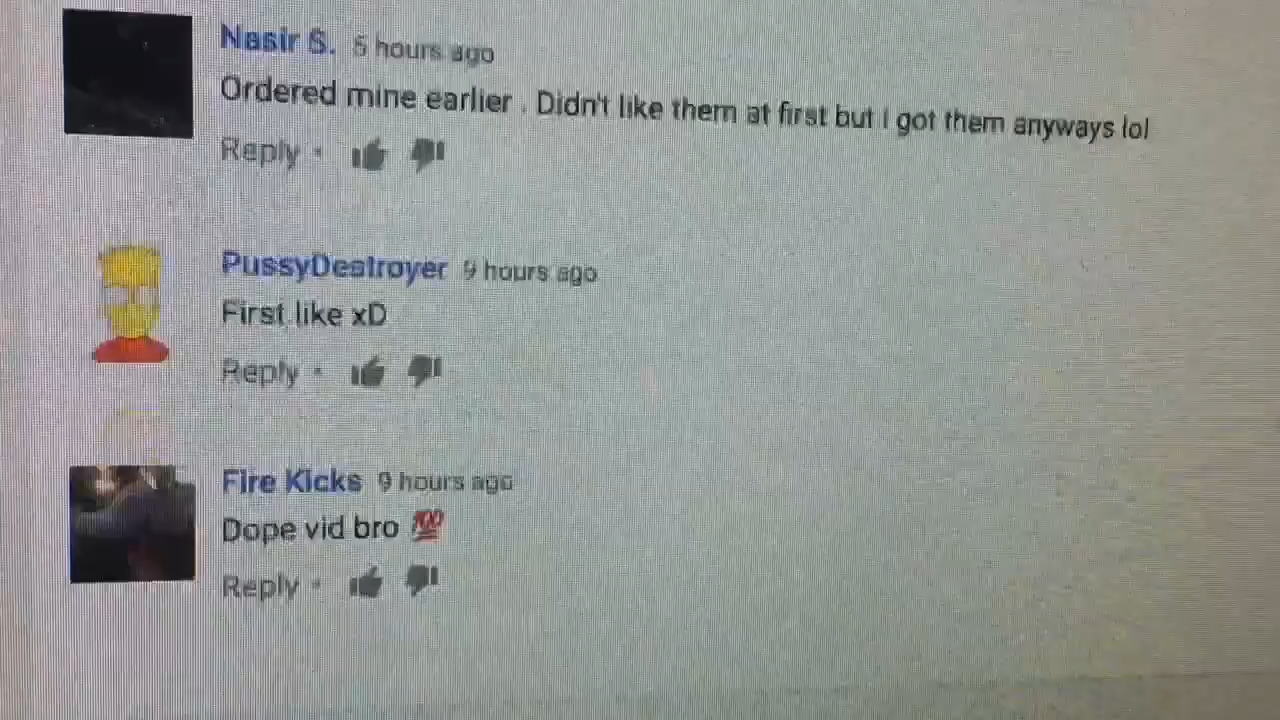 Nasir S. 5 hours ago
Ordered mine earlier . Didn't like them at first but i got them anyways lol
Reply •
PussyDestroyer 9 hours ago
First like xD
Reply •
Fire Kicks 9 hours ago
Dope vid bro 💯
Reply •